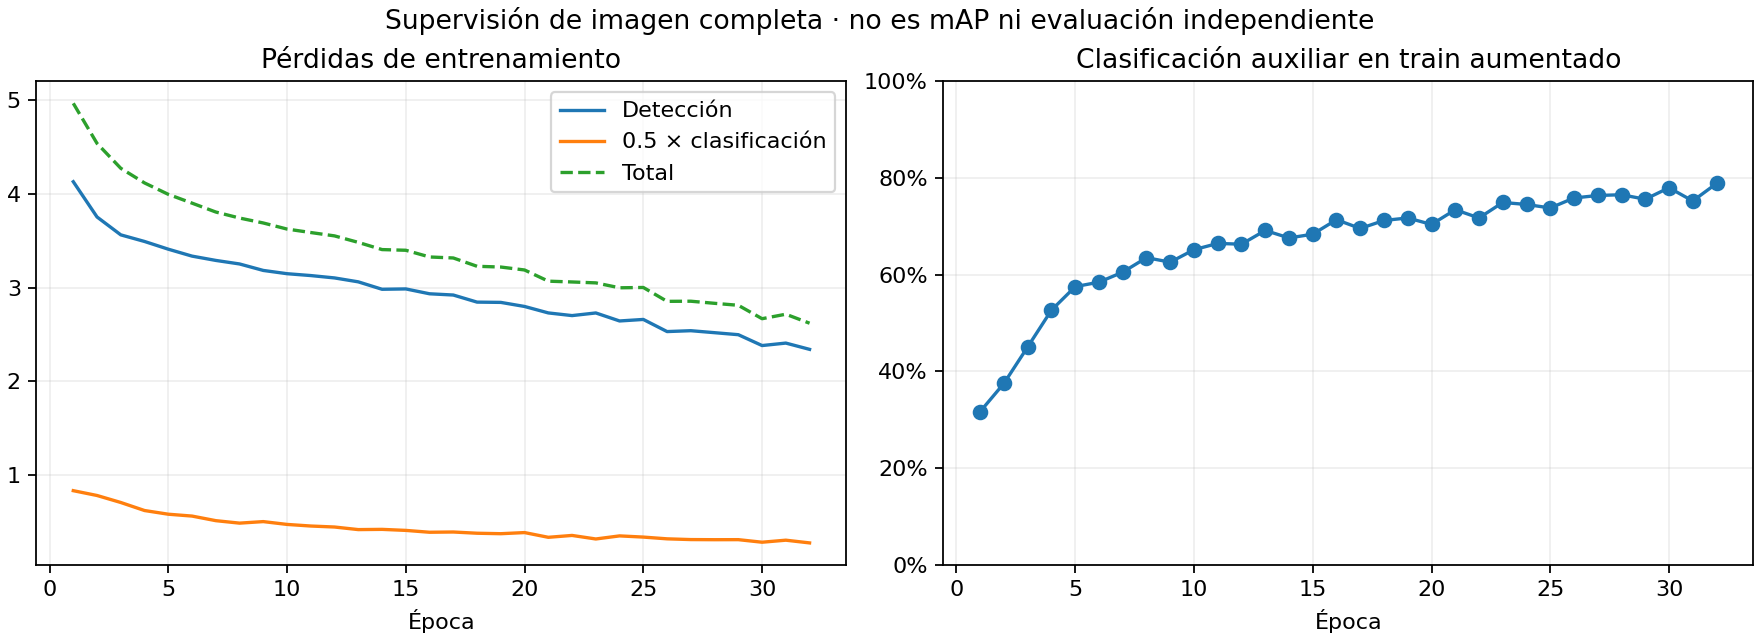 Supervisión de imagen completa · no es mAP ni evaluación independiente
Pérdidas de entrenamiento
5
4
3
2
1
Detección
0.5 × clasificación
Total
0 5 10 15 20 25 30
Época
Clasificación auxiliar en train aumentado
100%
80%
60%
40%
20%
0%
0 5 10 15 20 25 30
Época